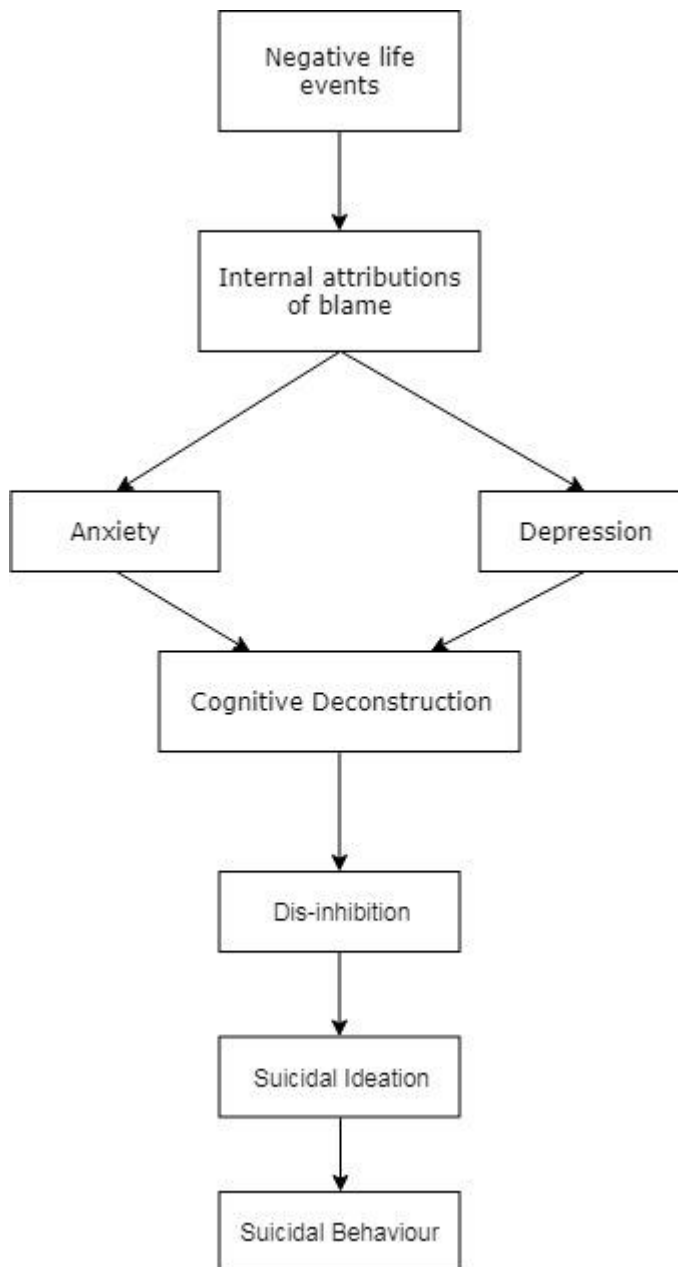 Negative life
events
Internal attributions
of blame
Anxiety
Depression
Cognitive Deconstruction
Dis-inhibition
Suicidal Ideation
Suicidal Behaviour